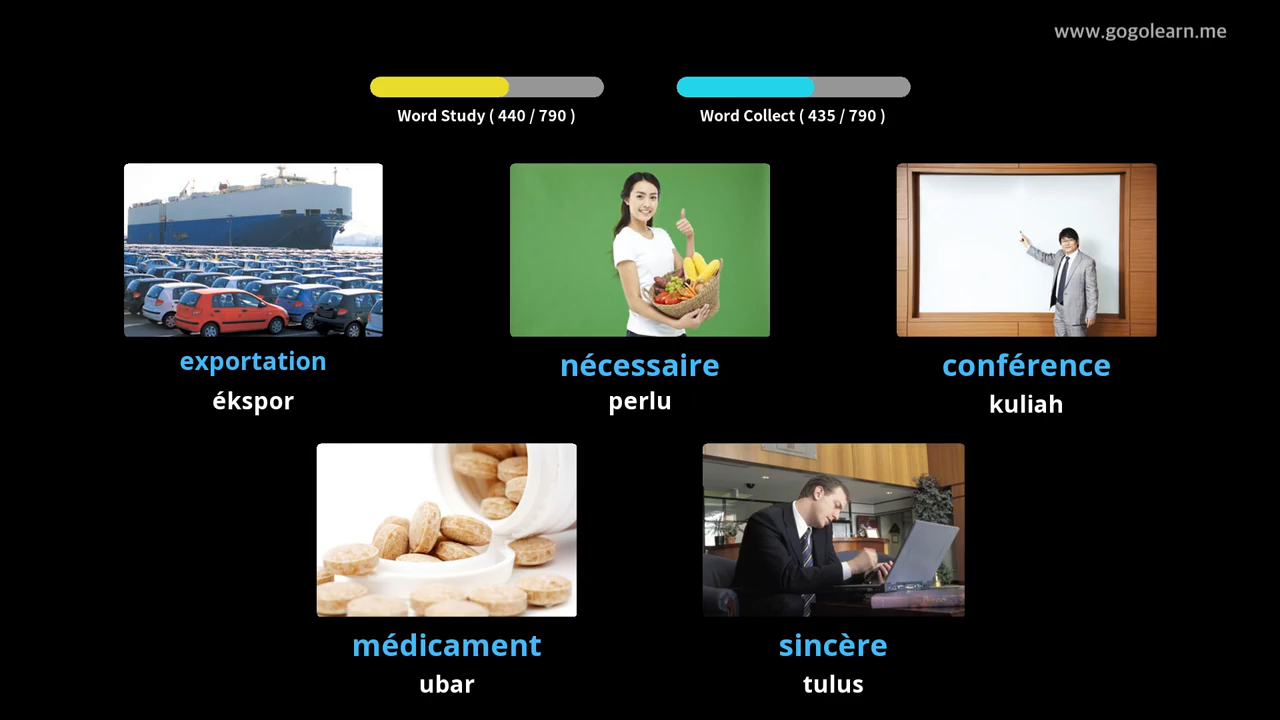 www.gogolearn.me
Word Study ( 440 / 790 )
Word Collect ( 435 / 790 )
exportation
ékspor
nécessaire
perlu
conférence
kuliah
médicament
ubar
sincère
tulus